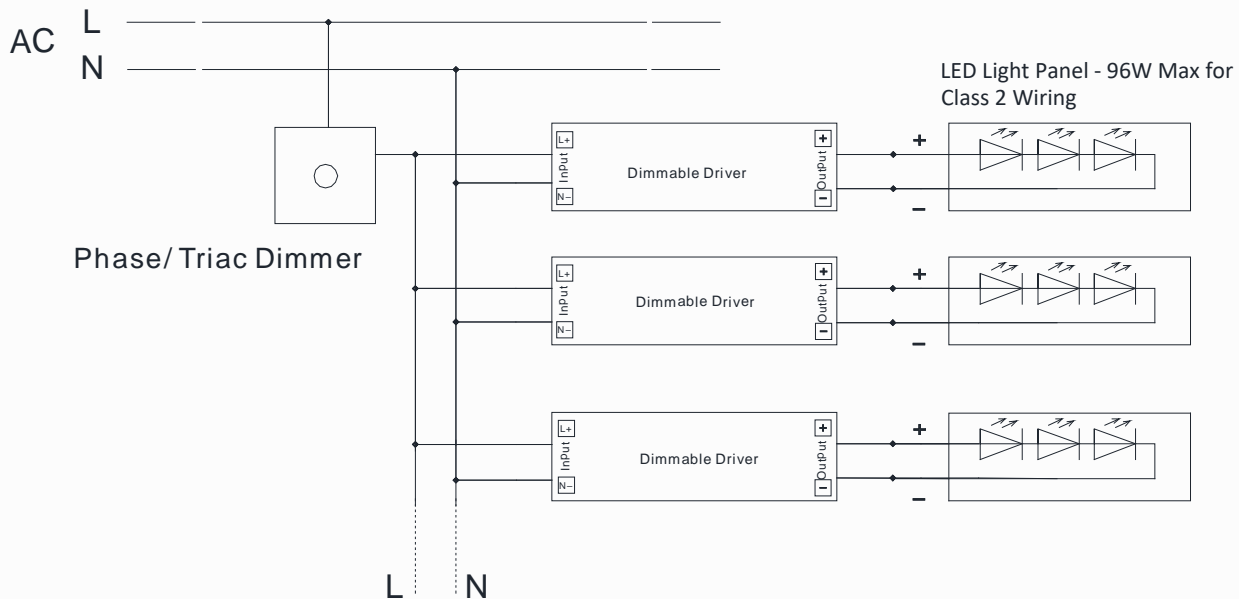 L
AC
N
LED Light Panel - 96W Max for
Class 2 Wiring
Phase/ Triac Dimmer
L+
InPut
N−
Dimmable Driver
+
OutPut
−
+
−
L+
InPut
N−
Dimmable Driver
+
OutPut
−
+
−
L+
InPut
N−
Dimmable Driver
+
OutPut
−
+
−
L N